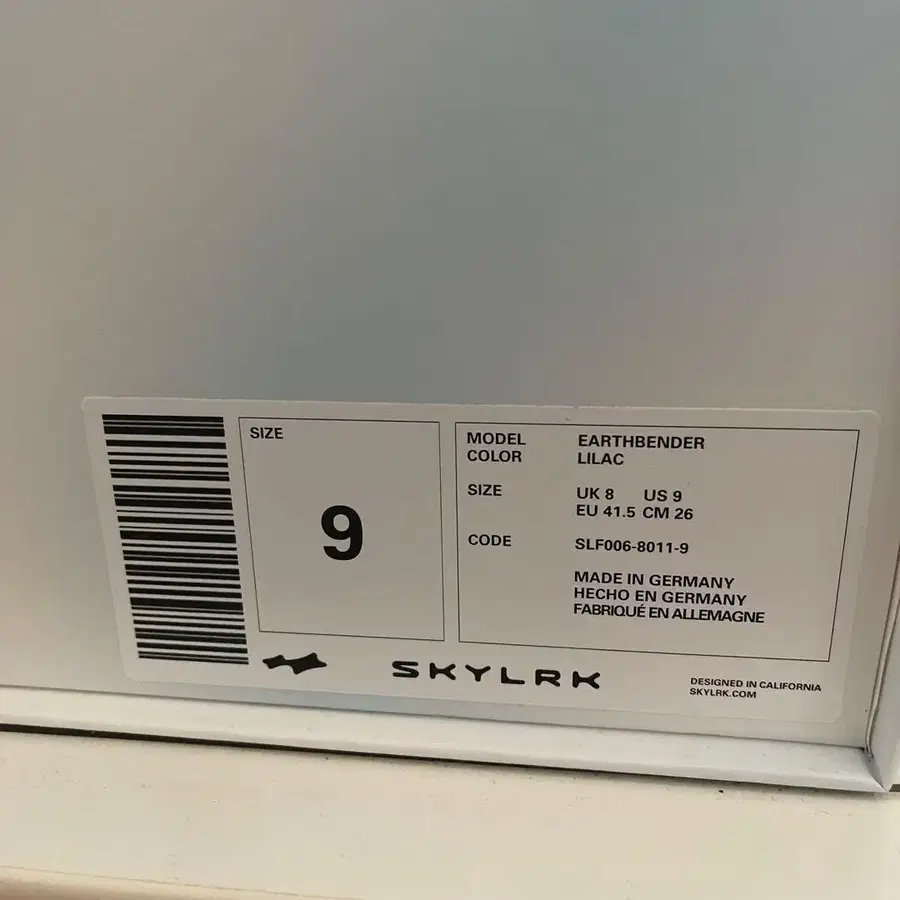 SIZE
9
MODEL EARTHBENDER
COLOR LILAC
SIZE UK 8 US 9
EU 41.5 CM 26
CODE SLF006-8011-9
MADE IN GERMANY
HECHO EN GERMANY
FABRIQUÉ EN ALLEMAGNE
SKYLRK
DESIGNED IN CALIFORNIA
SKYLRK.COM